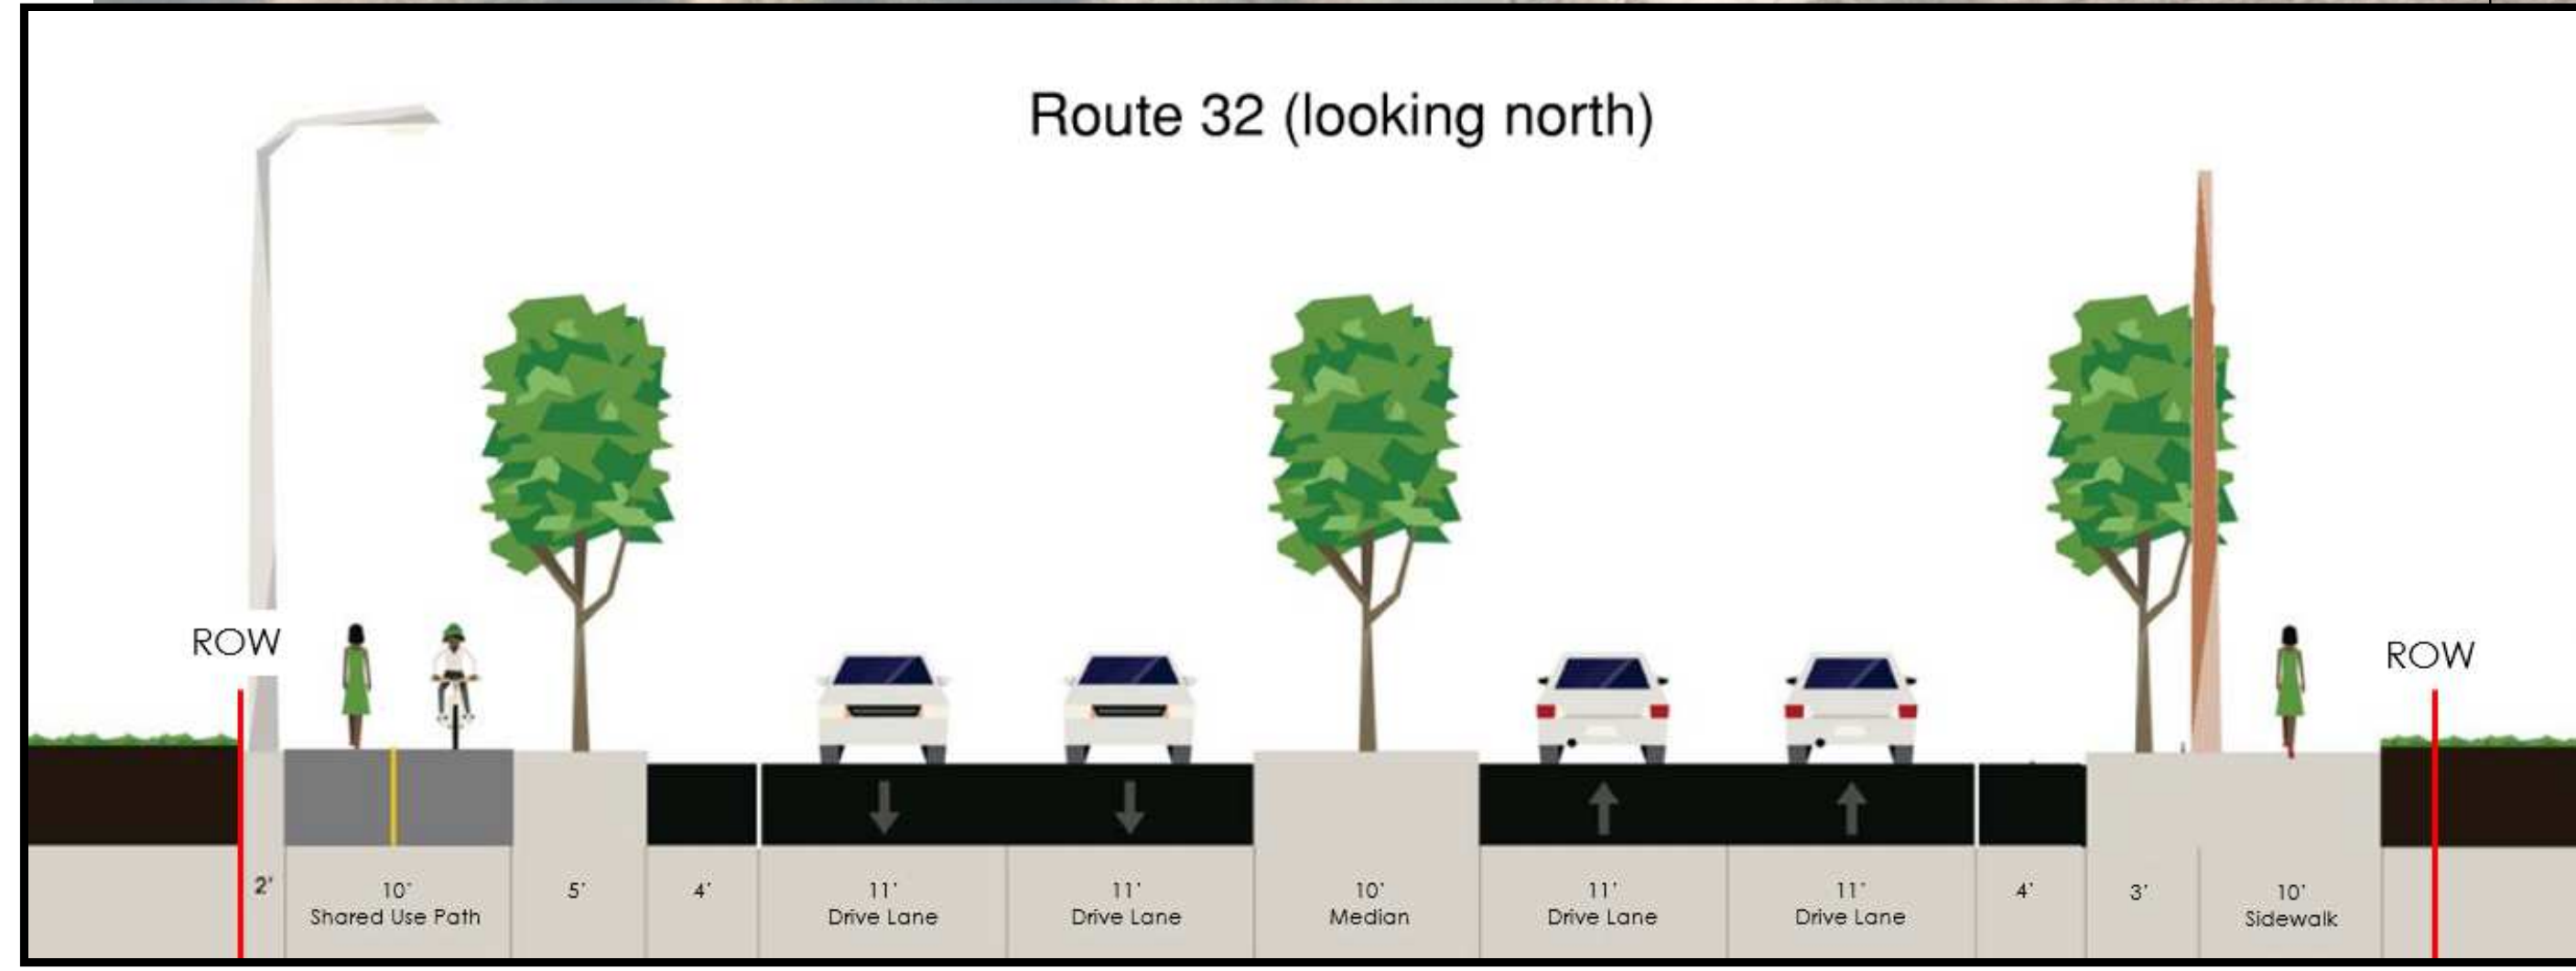 Route 32 (looking north)
ROW
ROW
2'
10'
Shared Use Path
5'
4'
11'
Drive Lane
11'
Drive Lane
10'
Median
11'
Drive Lane
11'
Drive Lane
4'
3'
10'
Sidewalk